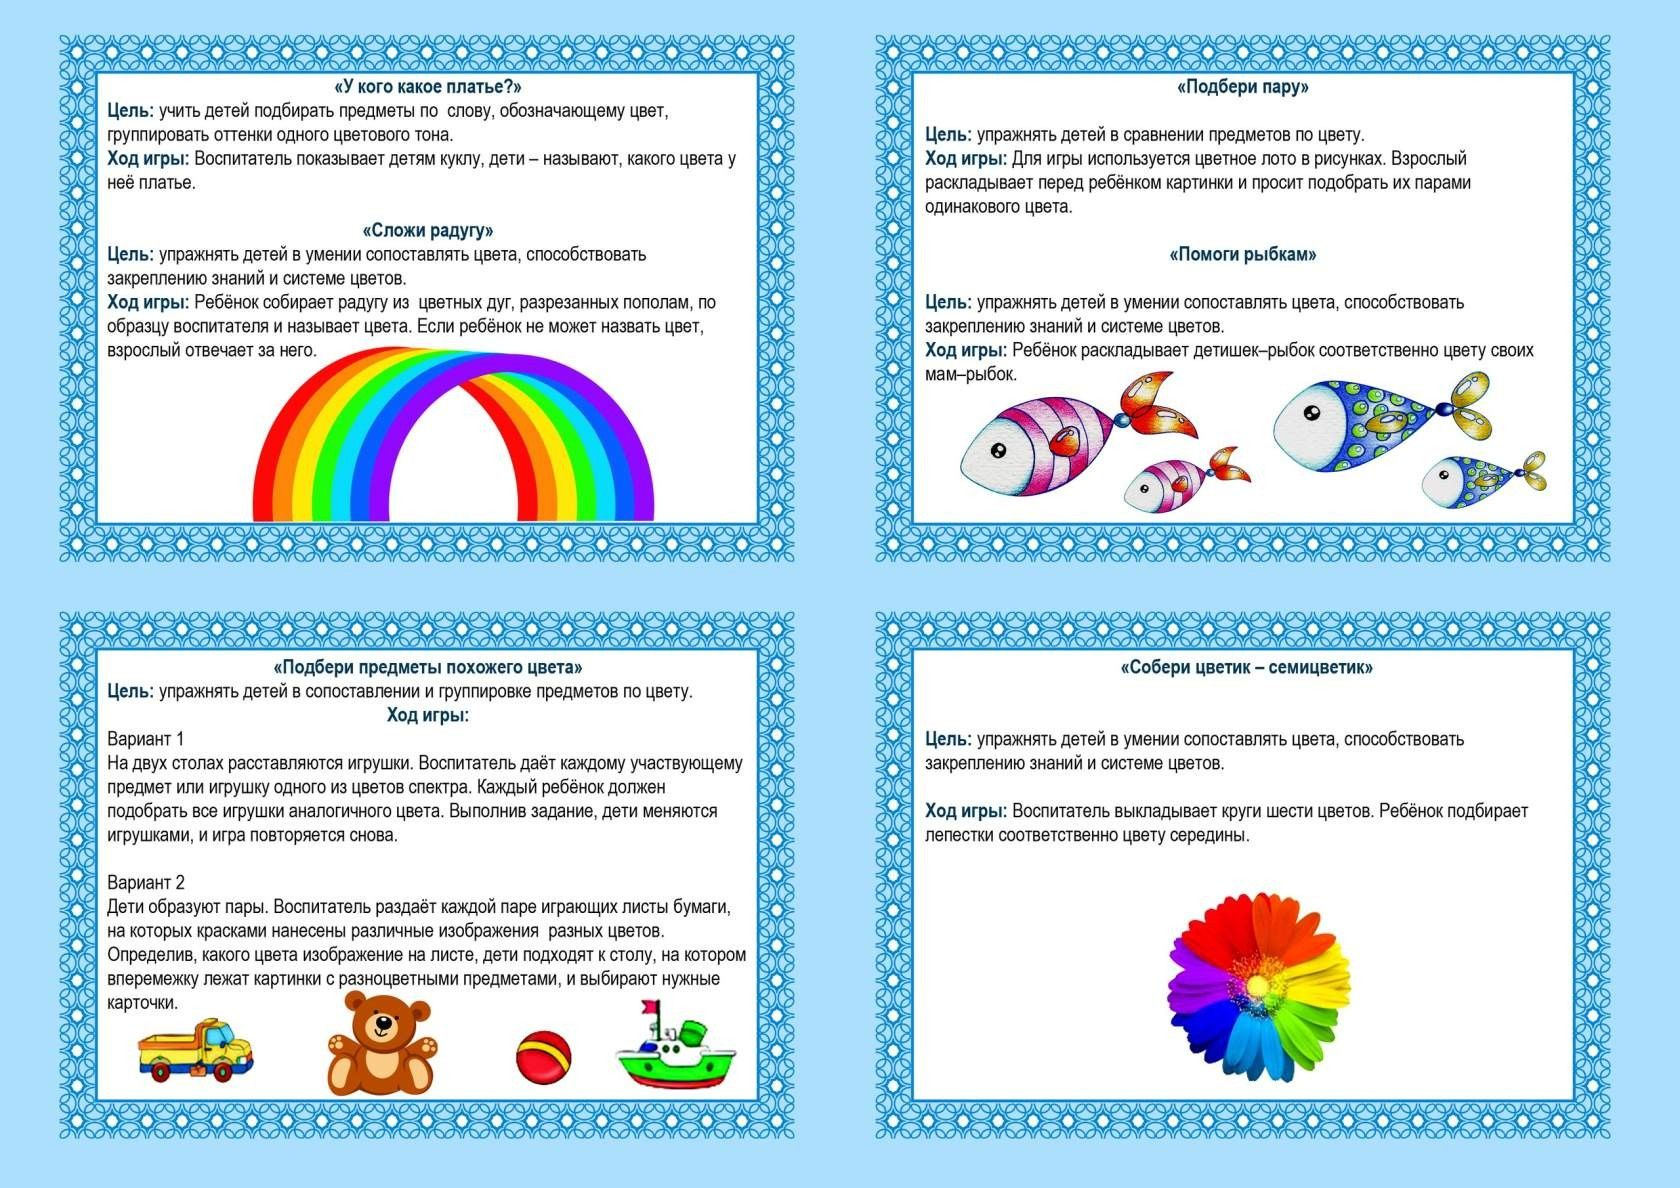 «У кого какое платье?»
Цель: учить детей подбирать предметы по слову, обозначающему цвет,
группировать оттенки одного цветового тона.
Ход игры: Воспитатель показывает детям куклу, дети – называют, какого цвета у
неё платье.
«Сложи радугу»
Цель: упражнять детей в умении сопоставлять цвета, способствовать
закреплению знаний и системе цветов.
Ход игры: Ребёнок собирает радугу из цветных дуг, разрезанных пополам, по
образцу воспитателя и называет цвета. Если ребёнок не может назвать цвет,
взрослый отвечает за него.
«Подбери пару»
Цель: упражнять детей в сравнении предметов по цвету.
Ход игры: Для игры используется цветное лото в рисунках. Взрослый
раскладывает перед ребёнком картинки и просит подобрать их парами
одинакового цвета.
«Помоги рыбкам»
Цель: упражнять детей в умении сопоставлять цвета, способствовать
закреплению знаний и системе цветов.
Ход игры: Ребёнок раскладывает детишек–рыбок соответственно цвету своих
мам–рыбок.
«Подбери предметы похожего цвета»
Цель: упражнять детей в сопоставлении и группировке предметов по цвету.
Ход игры:
Вариант 1
На двух столах расставляются игрушки. Воспитатель даёт каждому участвующему
предмет или игрушку одного из цветов спектра. Каждый ребёнок должен
подобрать все игрушки аналогичного цвета. Выполнив задание, дети меняются
игрушками, и игра повторяется снова.
Вариант 2
Дети образуют пары. Воспитатель раздаёт каждой паре играющих листы бумаги,
на которых красками нанесены различные изображения разных цветов.
Определив, какого цвета изображение на листе, дети подходят к столу, на котором
вперемежку лежат картинки с разноцветными предметами, и выбирают нужные
карточки.
«Собери цветик – семицветик»
Цель: упражнять детей в умении сопоставлять цвета, способствовать
закреплению знаний и системе цветов.
Ход игры: Воспитатель выкладывает круги шести цветов. Ребёнок подбирает
лепестки соответственно цвету середины.